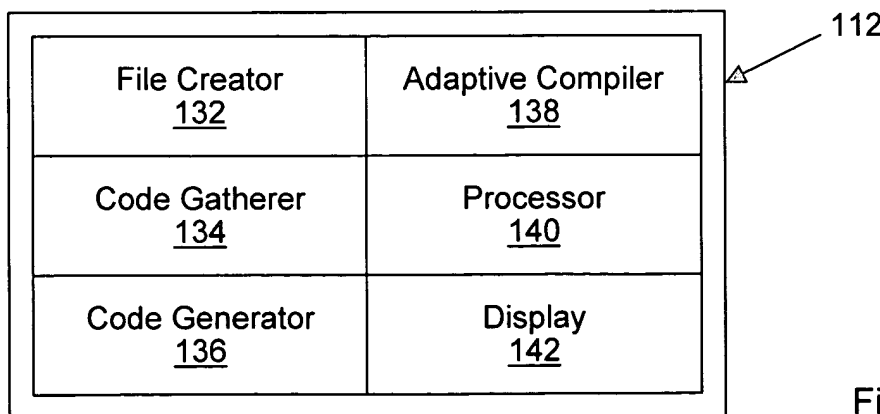 112
File Creator
132
Adaptive Compiler
138
Code Gatherer
134
Processor
140
Code Generator
136
Display
142
Fi